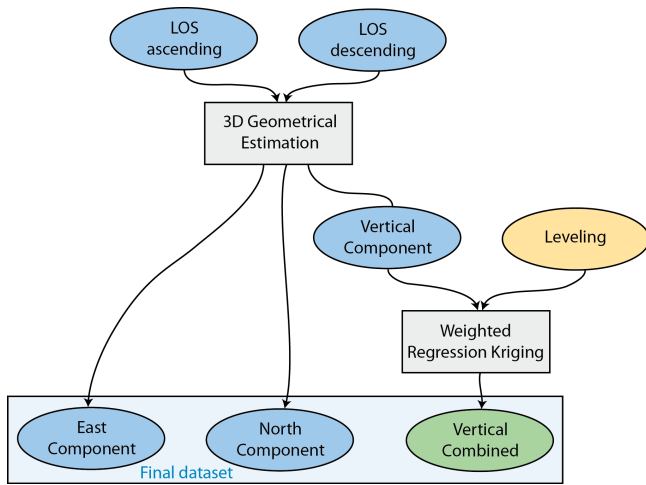 LOS
ascending
LOS
descending
3D Geometrical
Estimation
Vertical
Component
Leveling
Weighted
Regression Kriging
East
Component
North
Component
Vertical
Combined
Final dataset